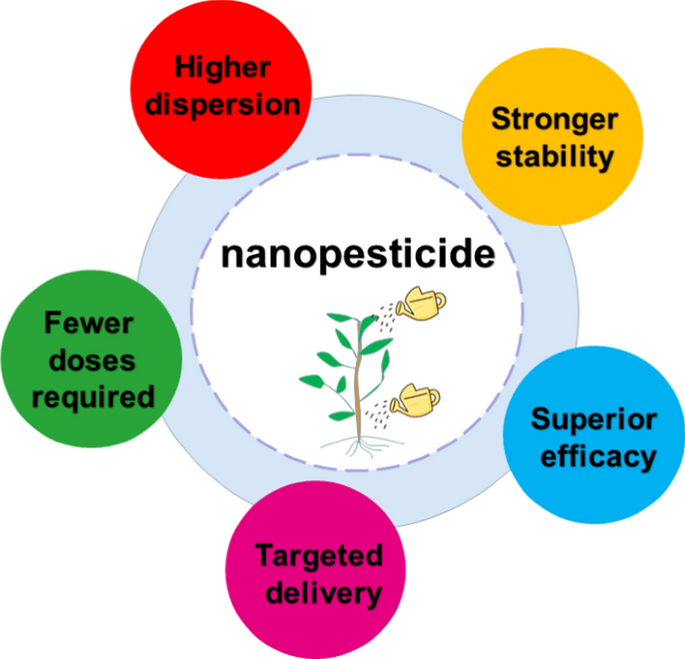 Higher
dispersion
Stronger
stability
nanopesticide
Fewer
doses
required
Superior
efficacy
Targeted
delivery